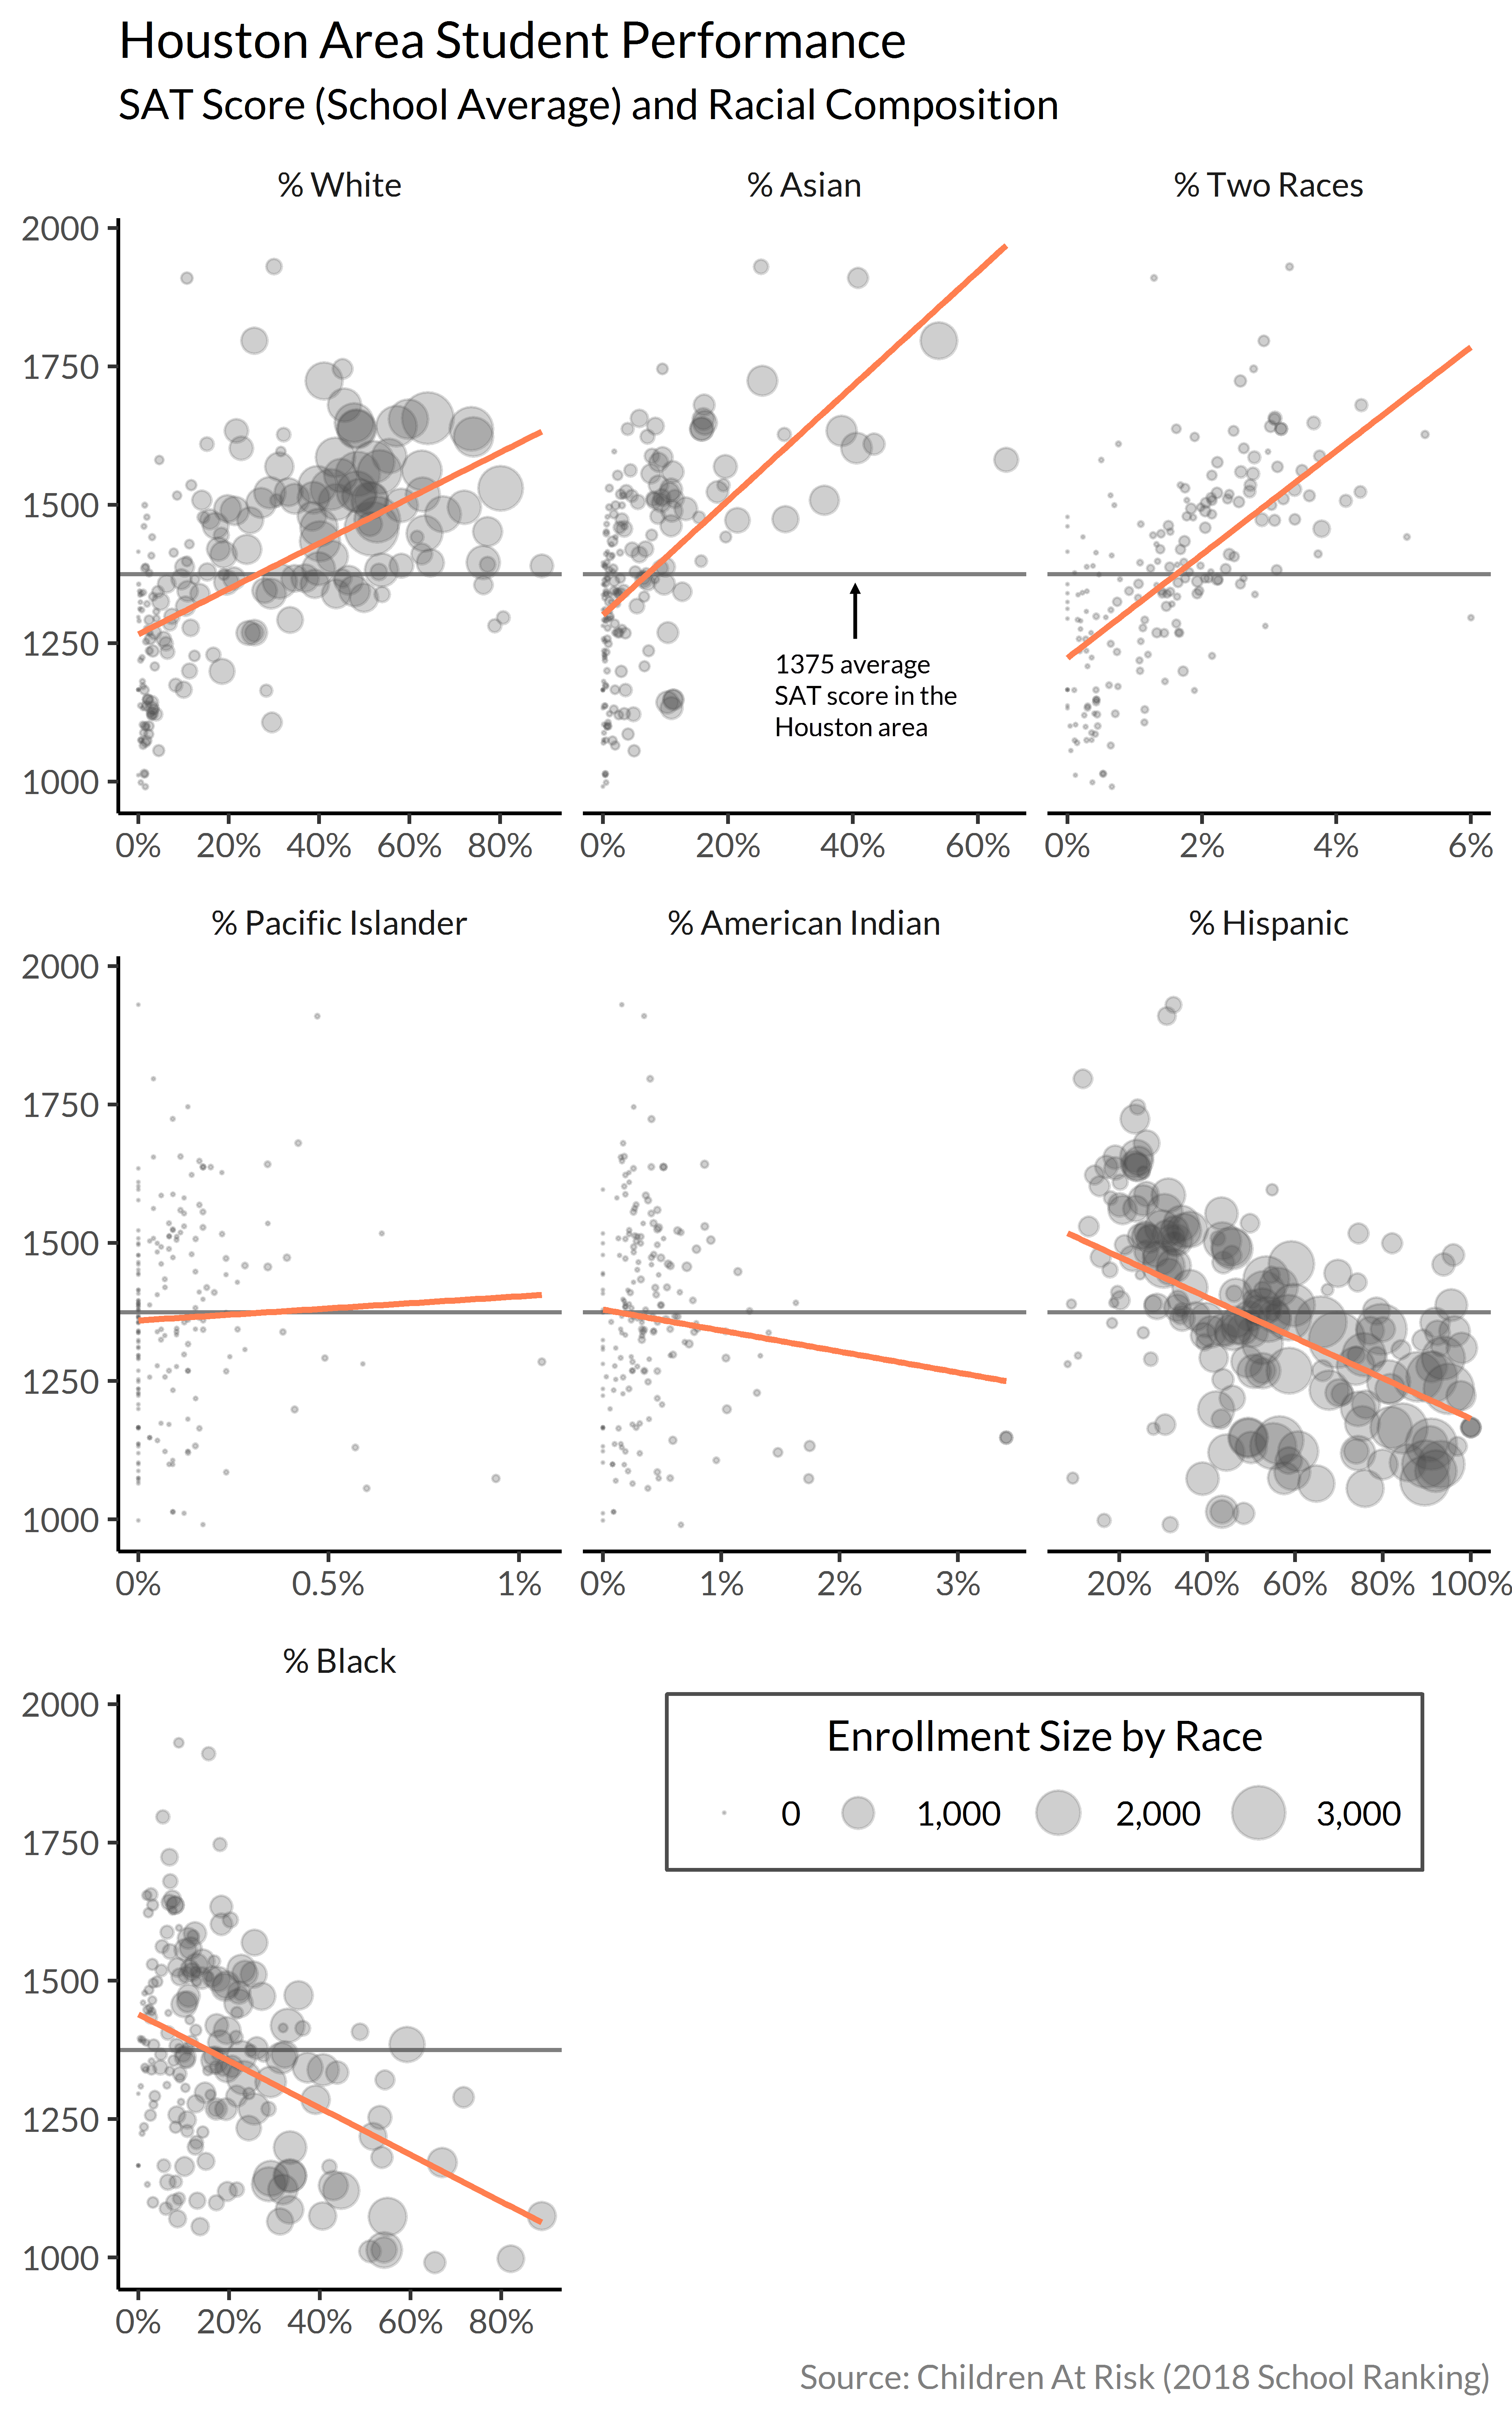 Houston Area Student Performance
SAT Score (School Average) and Racial Composition
% White
% Asian
% Two Races
2000
1750
1500
1250
1000
1375 average
SAT score in the
Houston area
0% 20% 40% 60% 80%
0% 20% 40% 60%
0% 2% 4% 6%
% Pacific Islander
% American Indian
% Hispanic
2000
1750
1500
1250
1000
0% 0.5% 1%
0% 1% 2% 3%
20% 40% 60% 80% 100%
% Black
2000
1750
1500
1250
1000
0% 20% 40% 60% 80%
Enrollment Size by Race
0 1,000 2,000 3,000
Source: Children At Risk (2018 School Ranking)